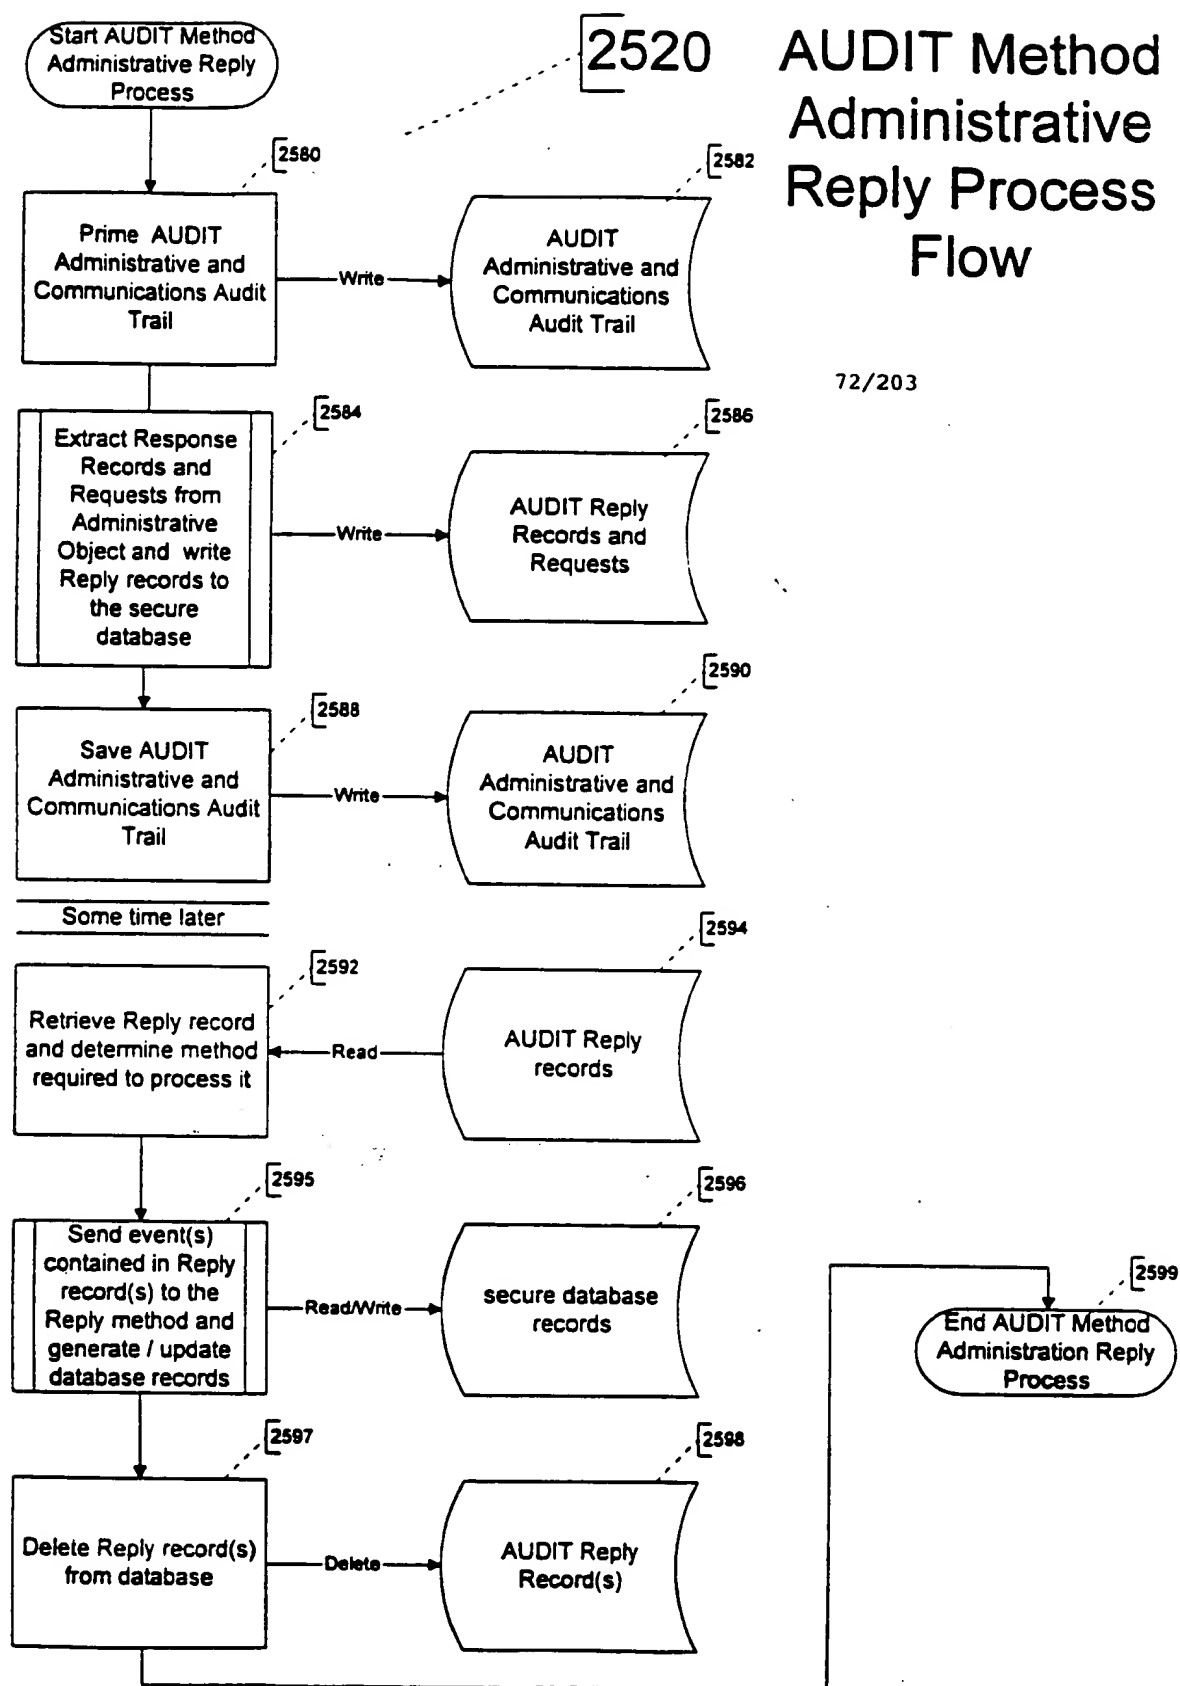 Start AUDIT Method
Administrative Reply
Process
2520
AUDIT Method
Administrative
Reply Process
Flow
72/203
2580
Prime AUDIT
Administrative and
Communications Audit
Trail
Write
2582
AUDIT
Administrative and
Communications
Audit Trail
2584
Extract Response
Records and
Requests from
Administrative
Object and write
Reply records to
the secure
database
Write
2586
AUDIT Reply
Records and
Requests
2588
Save AUDIT
Administrative and
Communications Audit
Trail
Write
2590
AUDIT
Administrative and
Communications
Audit Trail
Some time later
2592
Retrieve Reply record
and determine method
required to process it
Read
2594
AUDIT Reply
records
2595
Send event(s)
contained in Reply
record(s) to the
Reply method and
generate / update
database records
Read/Write
2596
secure database
records
2597
Delete Reply record(s)
from database
Delete
2598
AUDIT Reply
Record(s)
2599
End AUDIT Method
Administration Reply
Process